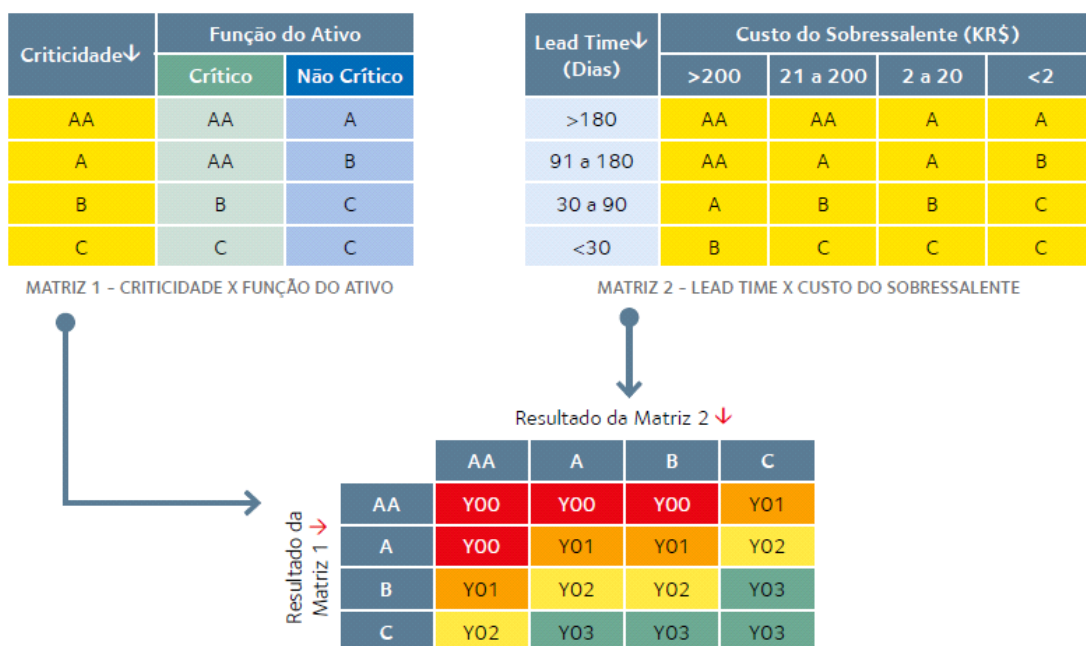 Criticidade↓ Função do Ativo
Crítico Não Crítico
AA AA A
A AA B
B B C
C C C
MATRIZ 1 - CRITICIDADE X FUNÇÃO DO ATIVO
Lead Time↓ (Dias) Custo do Sobressalente (KR$)
>200 21 a 200 2 a 20 <2
>180 AA AA A A
91 a 180 AA A A B
30 a 90 A B B C
<30 B C C C
MATRIZ 2 - LEAD TIME X CUSTO DO SOBRESSALENTE
Resultado da Matriz 2 ↓
Resultado da
Matriz 1 →
AA A B C
AA Y00 Y00 Y00 Y01
A Y00 Y01 Y01 Y02
B Y01 Y02 Y02 Y03
C Y02 Y03 Y03 Y03